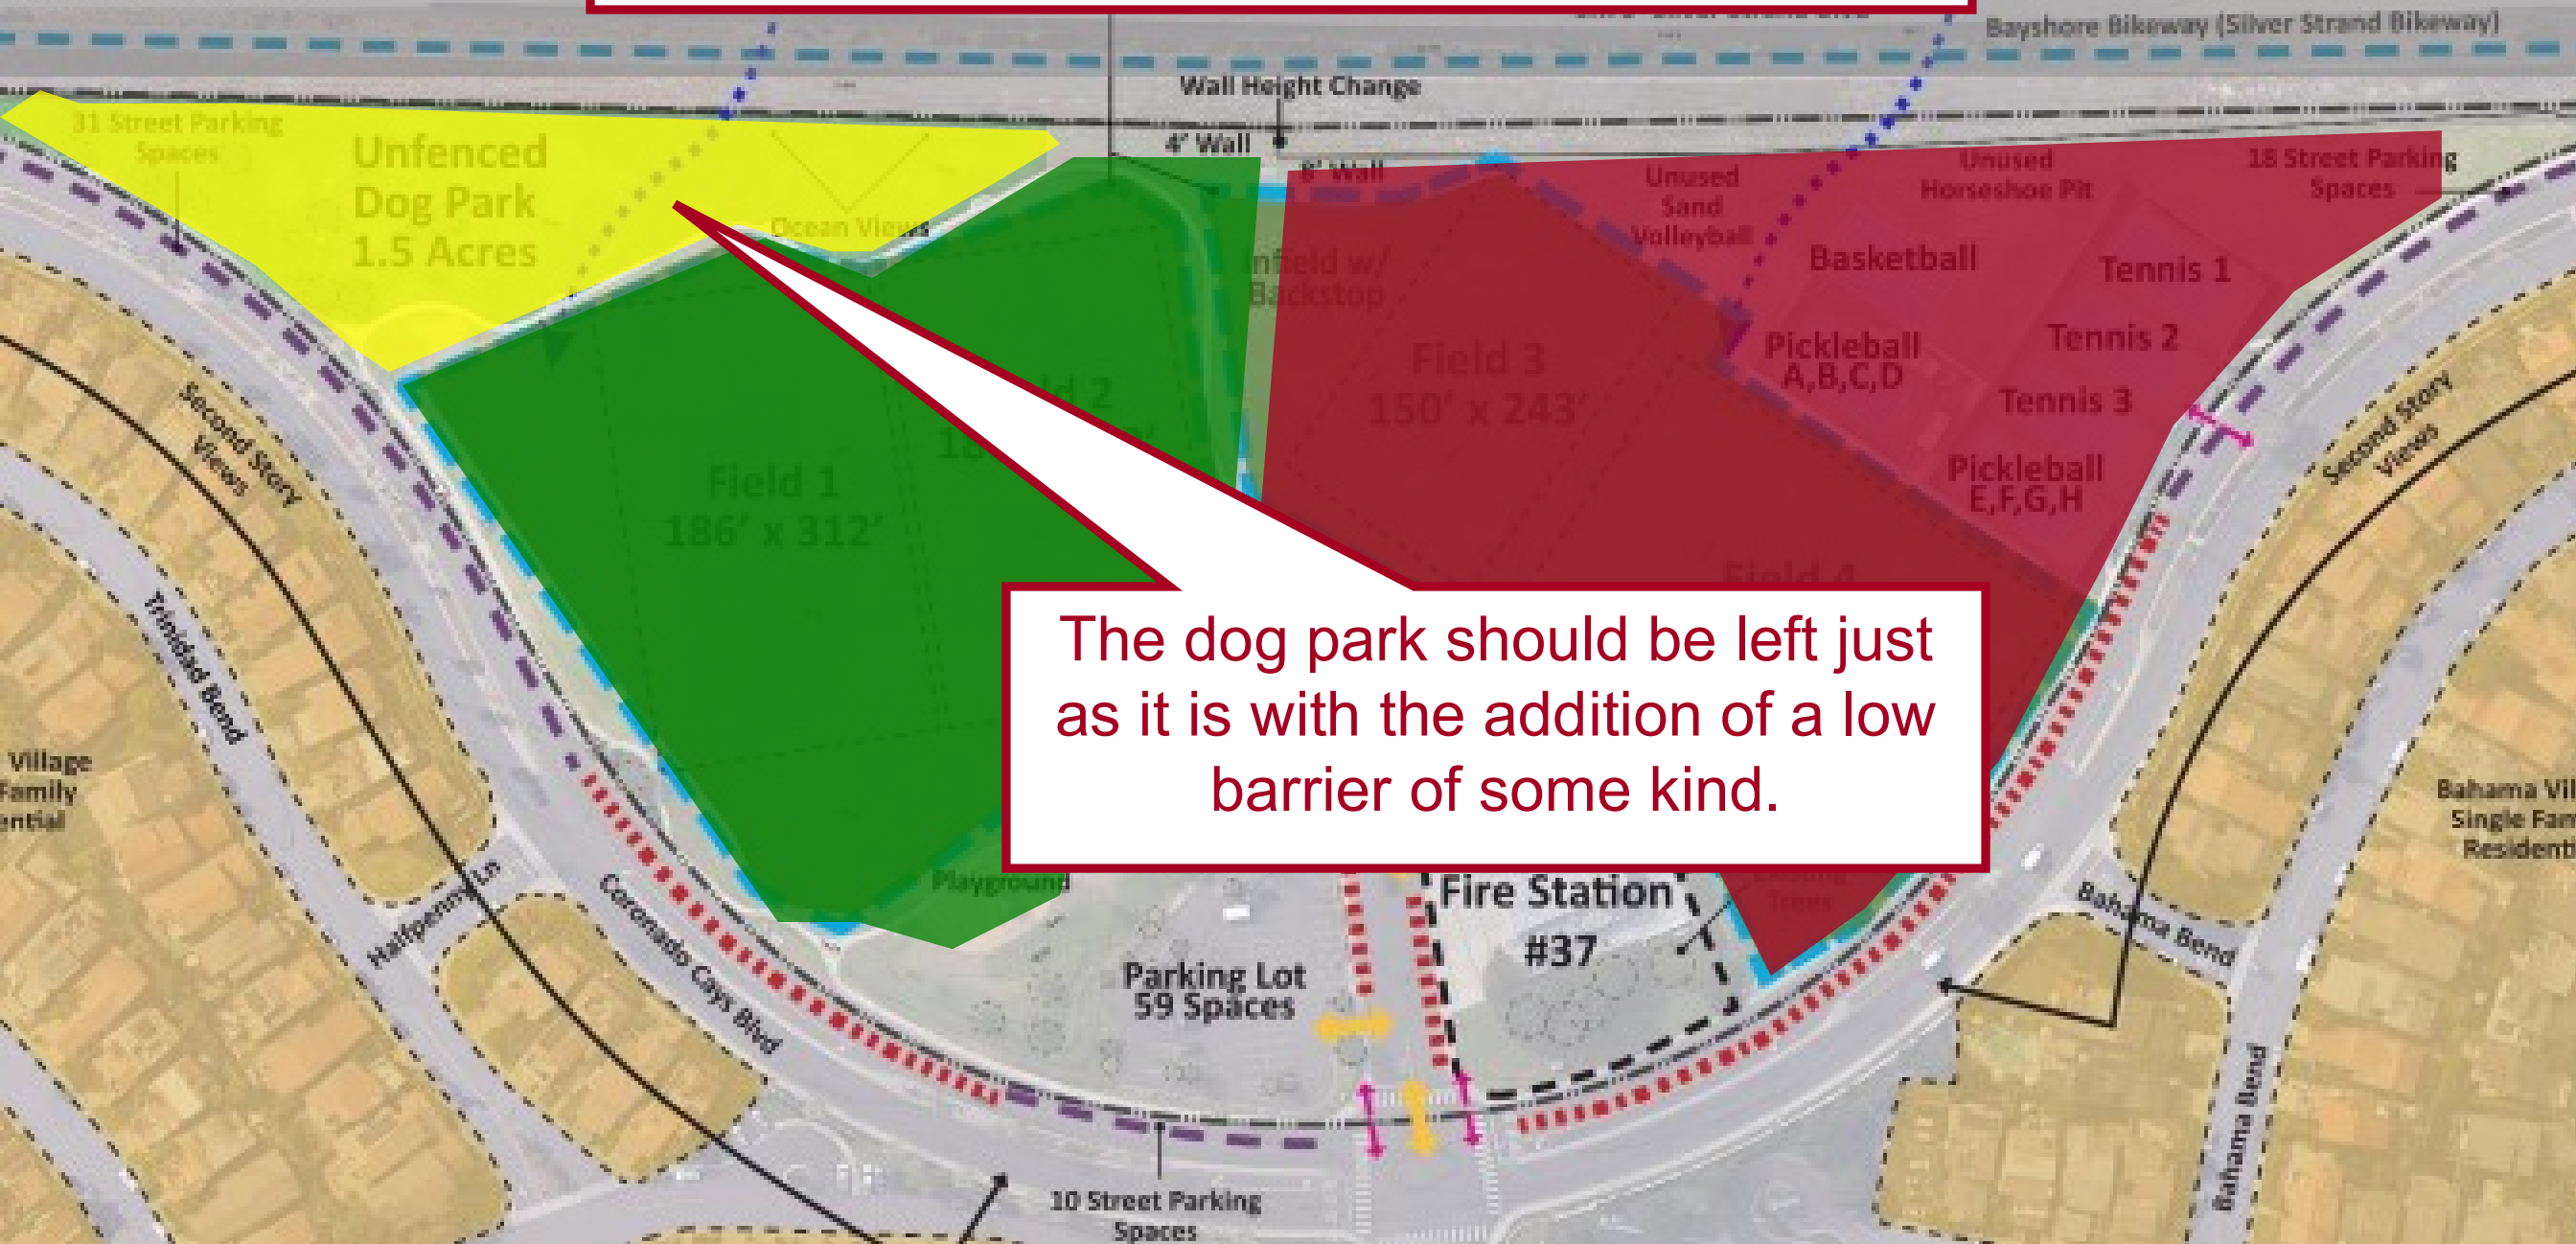 Bayshore Bikeway (Silver Strand Bikeway)
Wall Height Change
4' Wall
8' Wall
31 Street Parking
Spaces
Unfenced
Dog Park
1.5 Acres
Ocean Views
Unused
Sand
Volleyball
Unused
Horseshoe Pit
18 Street Parking
Spaces
Infield w/
Backstop
Basketball
Tennis 1
Tennis 2
Tennis 3
Pickleball
A,B,C,D
Pickleball
E,F,G,H
Field 3
150' x 243'
Field 1
186' x 312'
Field 4
Second Story
Views
Second Story
Views
The dog park should be left just
as it is with the addition of a low
barrier of some kind.
Trinidad Bend
Village
Family
Halfpenny Ln
Coronado Cays Blvd
Playground
Parking Lot
59 Spaces
Fire Station
#37
Trees
Bahama Bend
Bahama Bend
Bahama
Single
10 Street Parking
Spaces